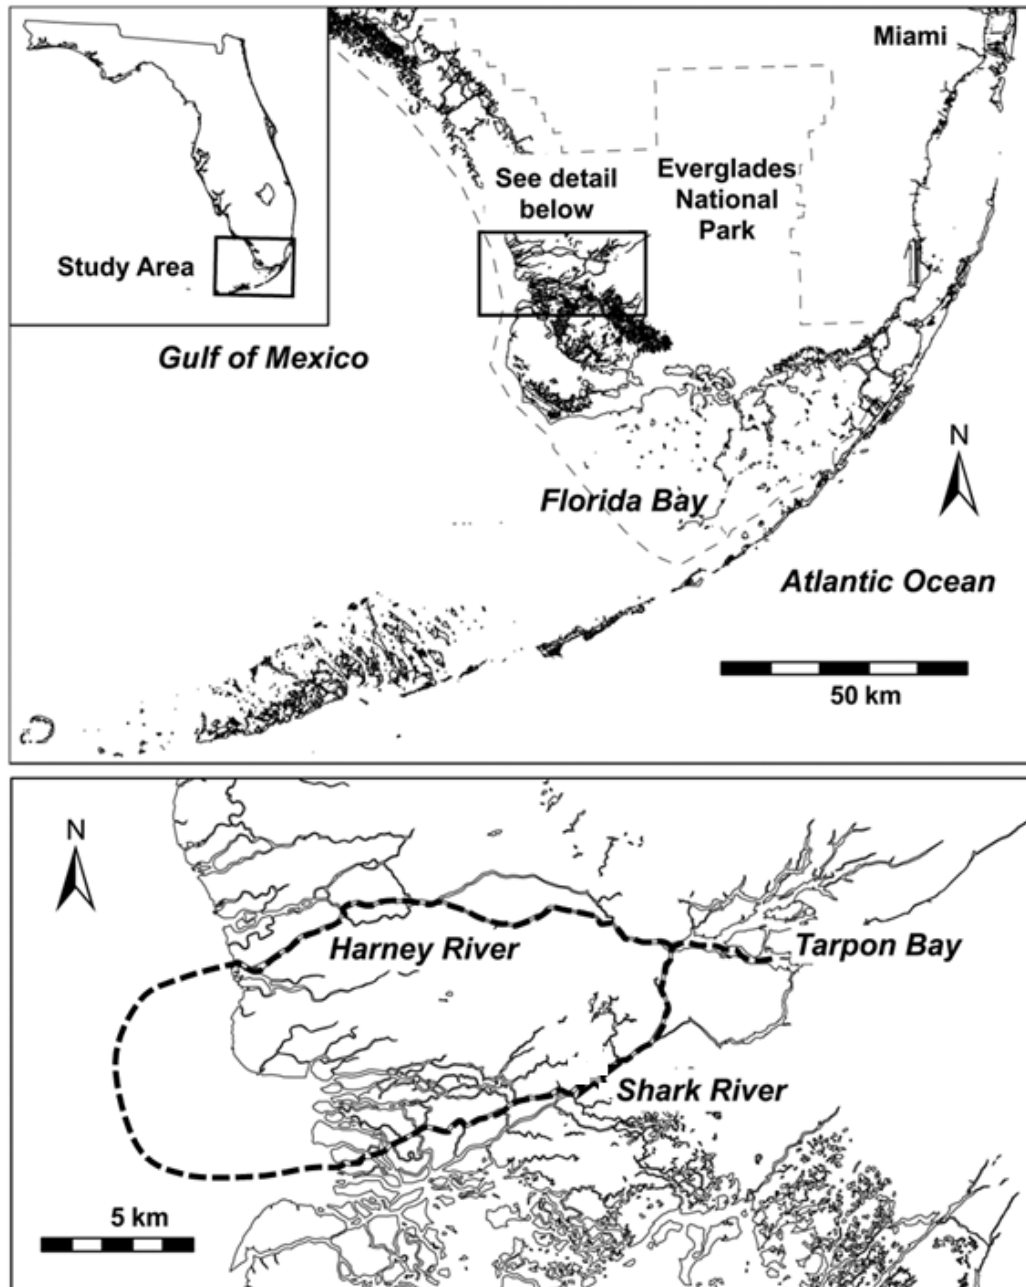 Miami
See detail
below
Everglades
National
Park
Study Area
Gulf of Mexico
N
Florida Bay
Atlantic Ocean
50 km
N
Harney River
Tarpon Bay
Shark River
5 km